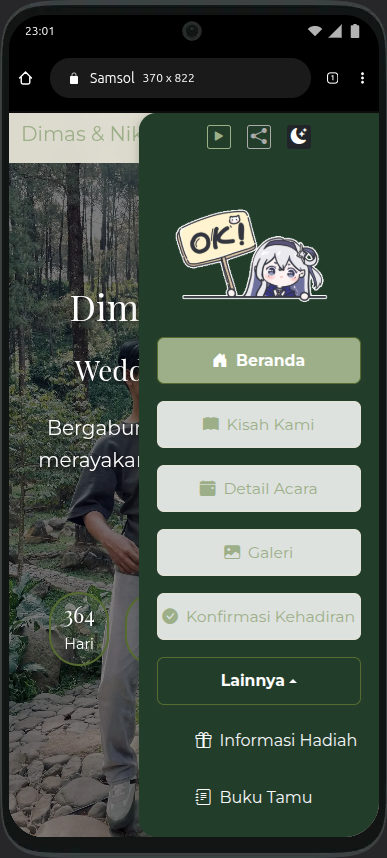 23:01
Samsol 370 x 822
1
Dimas & Nik
OK!
Dim
Wedd
Bergabur
merayakan
364
Hari
Beranda
Kisah Kami
Detail Acara
Galeri
Konfirmasi Kehadiran
Lainnya
Informasi Hadiah
Buku Tamu